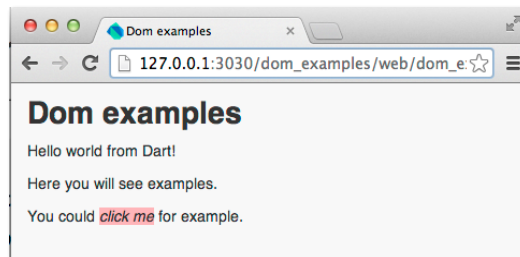 Dom examples
127.0.0.1:3030/dom_examples/web/dom_e
Dom examples
Hello world from Dart!
Here you will see examples.
You could click me for example.